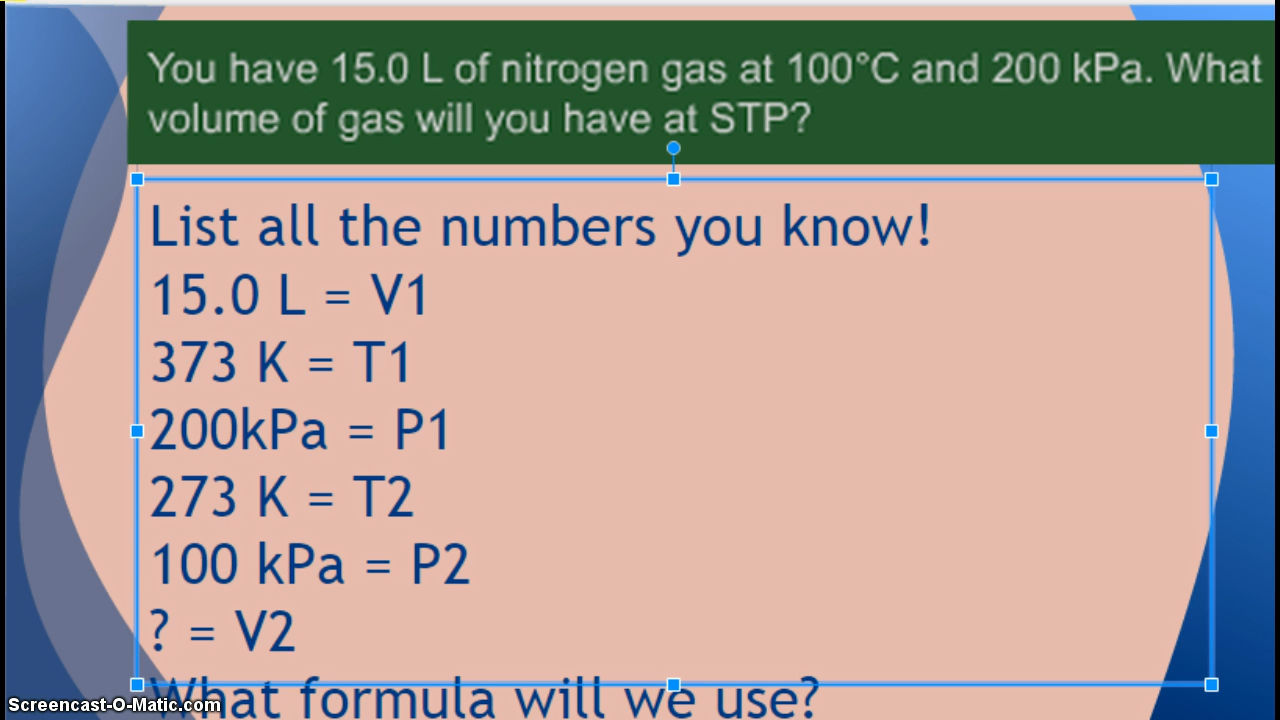 You have 15.0 L of nitrogen gas at 100°C and 200 kPa. What
volume of gas will you have at STP?
List all the numbers you know!
15.0 L = V1
373 K = T1
200kPa = P1
273 K = T2
100 kPa = P2
? = V2
What formula will we use?
Screencast-O-Matic.com